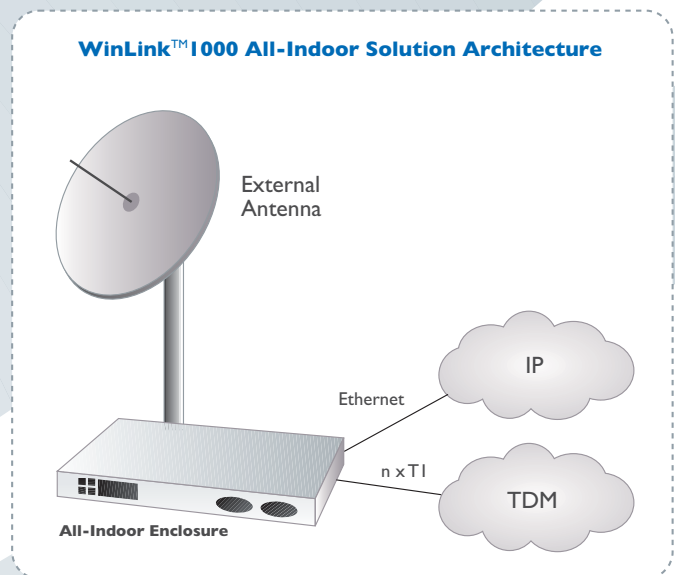 WinLink™1000 All-Indoor Solution Architecture
External
Antenna
IP
Ethernet
n x T1
TDM
All-Indoor Enclosure